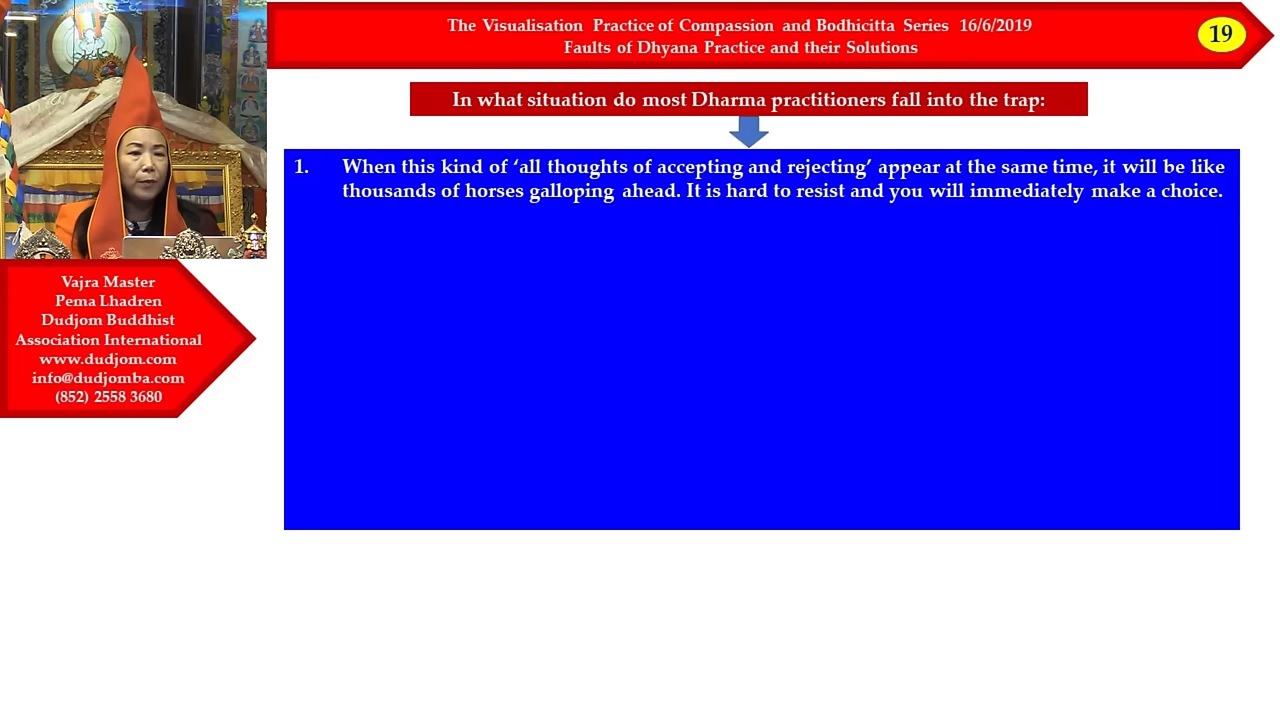 The Visualisation Practice of Compassion and Bodhicitta Series 16/6/2019
Faults of Dhyana Practice and their Solutions
19
In what situation do most Dharma practitioners fall into the trap:
1. When this kind of ‘all thoughts of accepting and rejecting’ appear at the same time, it will be like
thousands of horses galloping ahead. It is hard to resist and you will immediately make a choice.
Vajra Master
Pema Lhadren
Dudjom Buddhist
Association International
www.dudjom.com
info@dudjomba.com
(852) 2558 3680